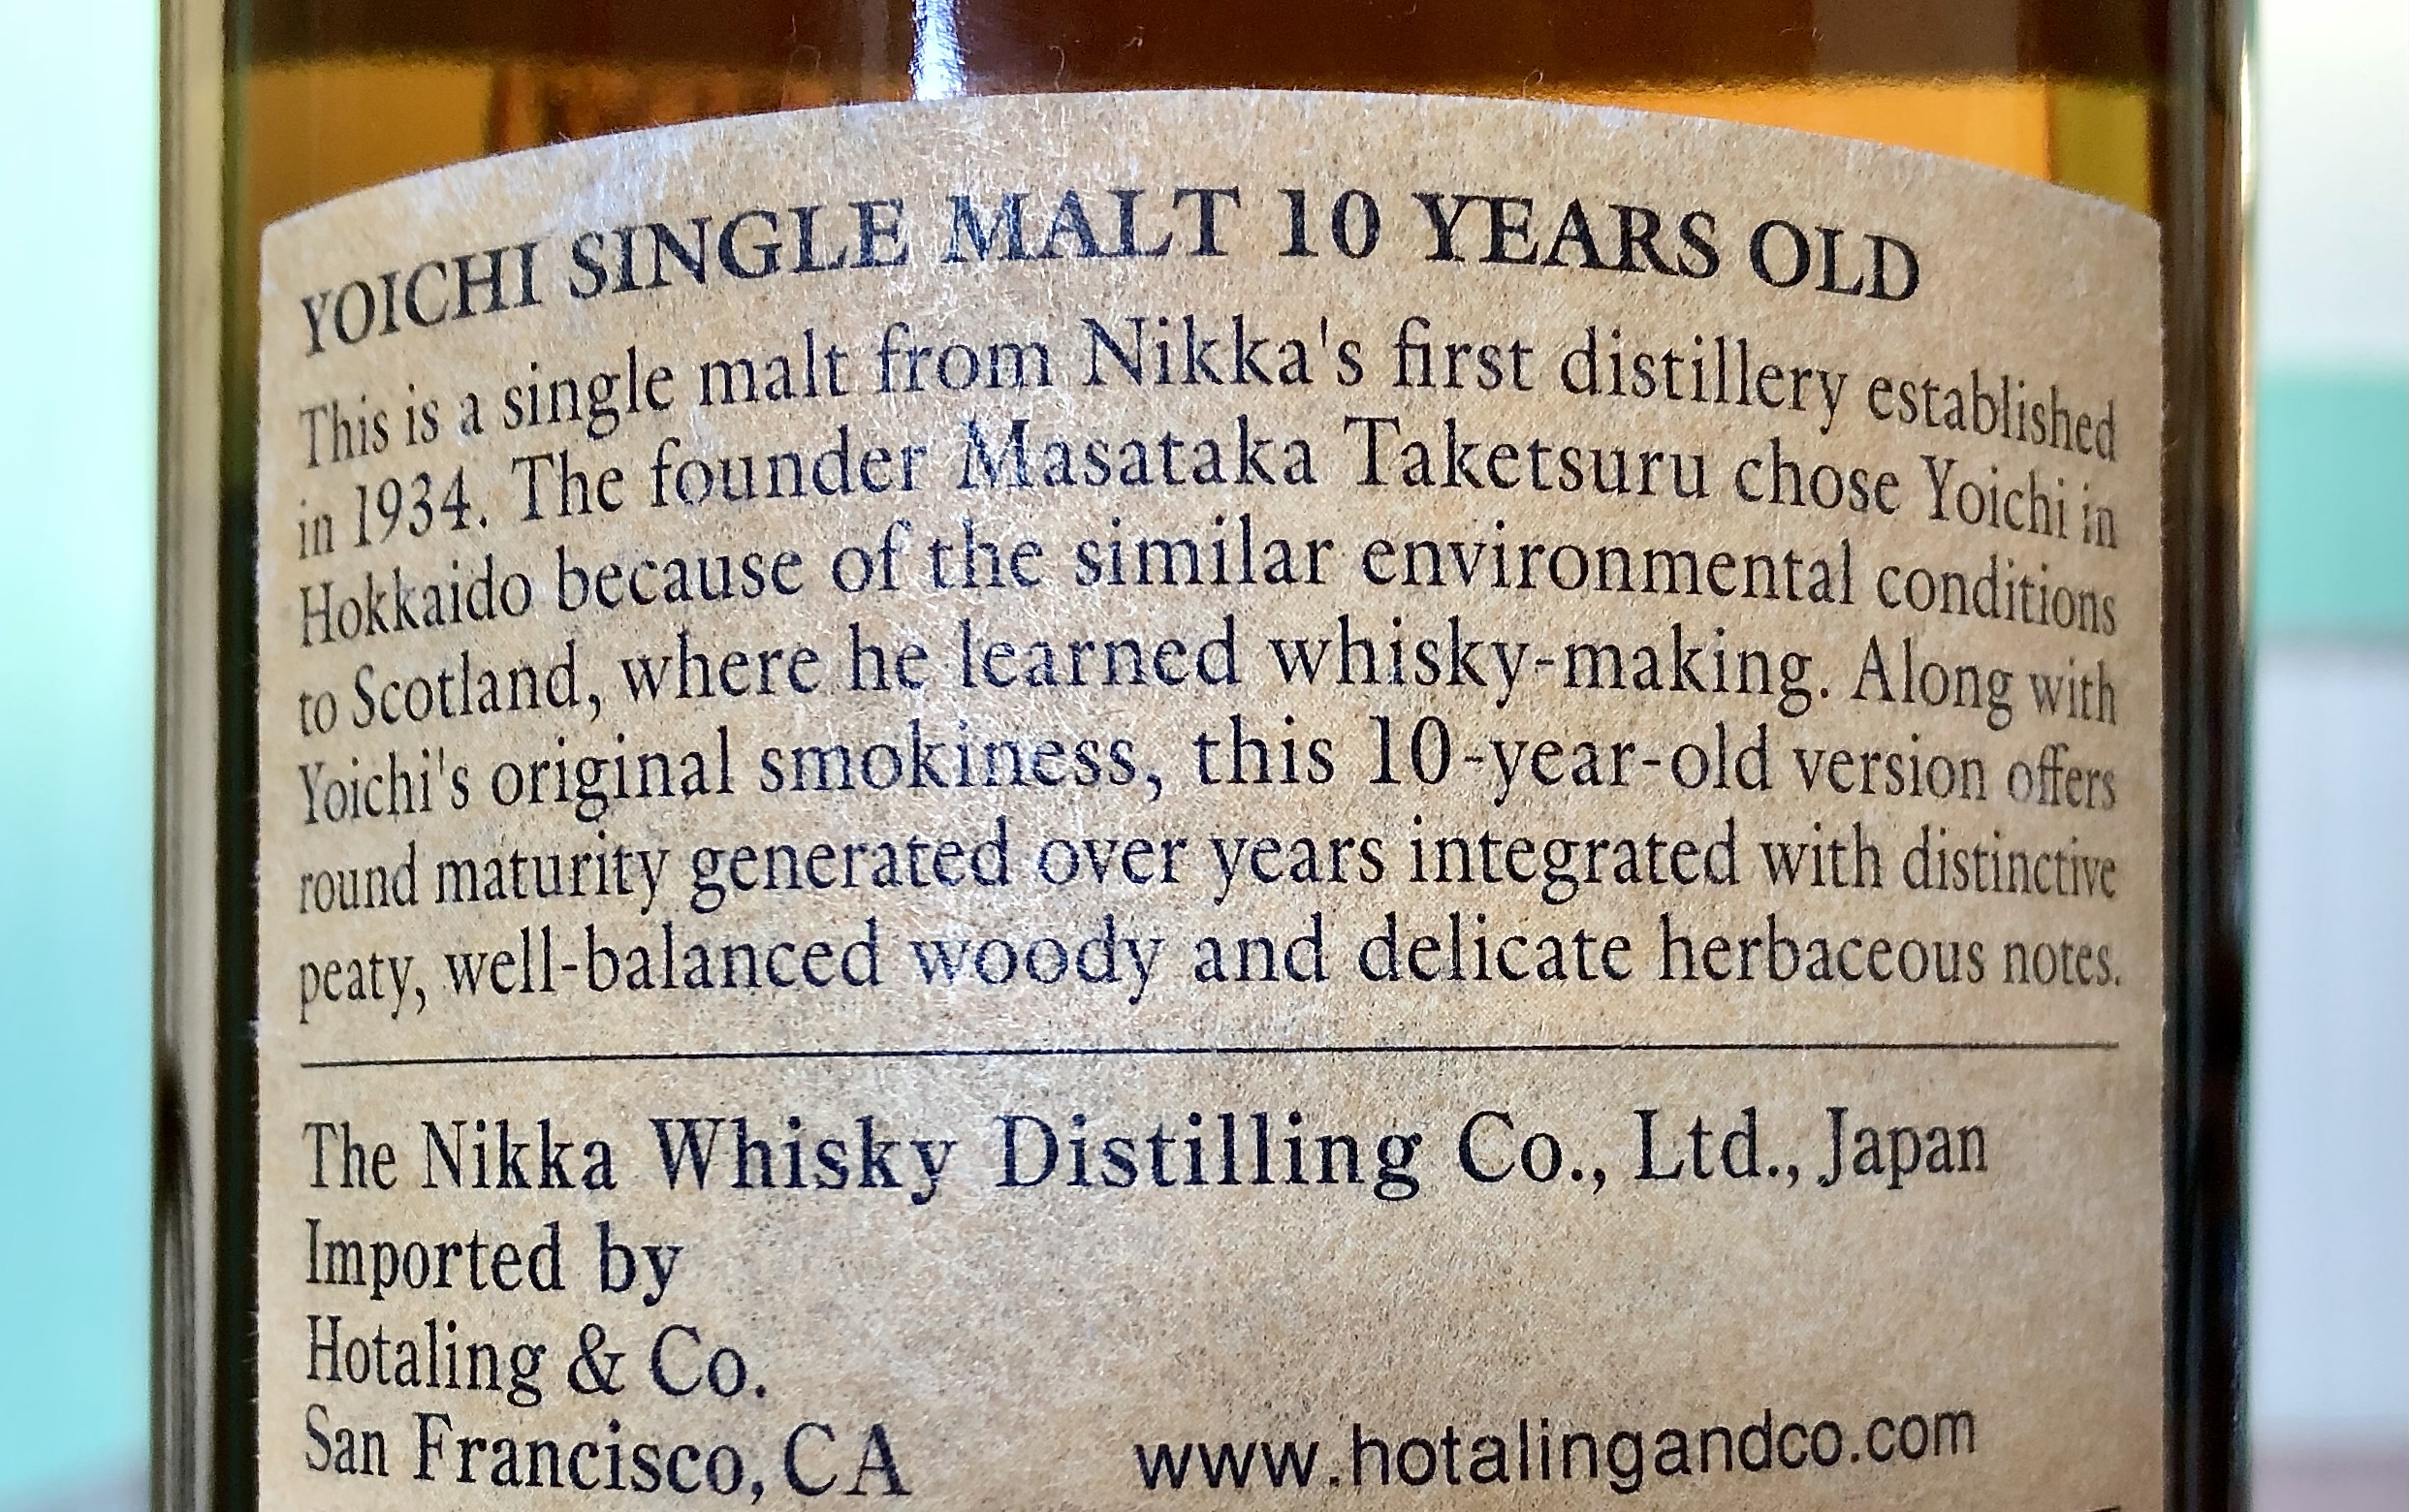 YOICHI SINGLE MALT 10 YEARS OLD
This is a single malt from Nikka's first distillery established
in 1934. The founder Masataka Taketsuru chose Yoichi in
Hokkaido because of the similar environmental conditions
to Scotland, where he learned whisky-making. Along with
Yoichi's original smokiness, this 10-year-old version offers
round maturity generated over years integrated with distinctive
peaty, well-balanced woody and delicate herbaceous notes.
The Nikka Whisky Distilling Co., Ltd., Japan
Imported by
Hotaling & Co.
San Francisco, CA www.hotalingandco.com